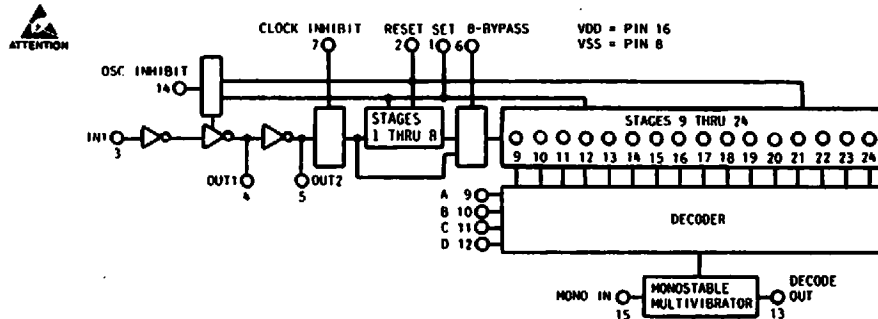 ATTENTION
CLOCK INHIBIT
7
RESET SET 8-BYPASS
2 1 6
VDD = PIN 16
VSS = PIN 8
OSC INHIBIT
14
STAGES
1 THRU 8
STAGES 9 THRU 24
9 10 11 12 13 14 15 16 17 18 19 20 21 22 23 24
IN1
3
OUT1
4
OUT2
5
A 9
B 10
C 11
D 12
DECODER
MONO IN
15
MONOSTABLE
MULTIVIBRATOR
DECODE
OUT
13